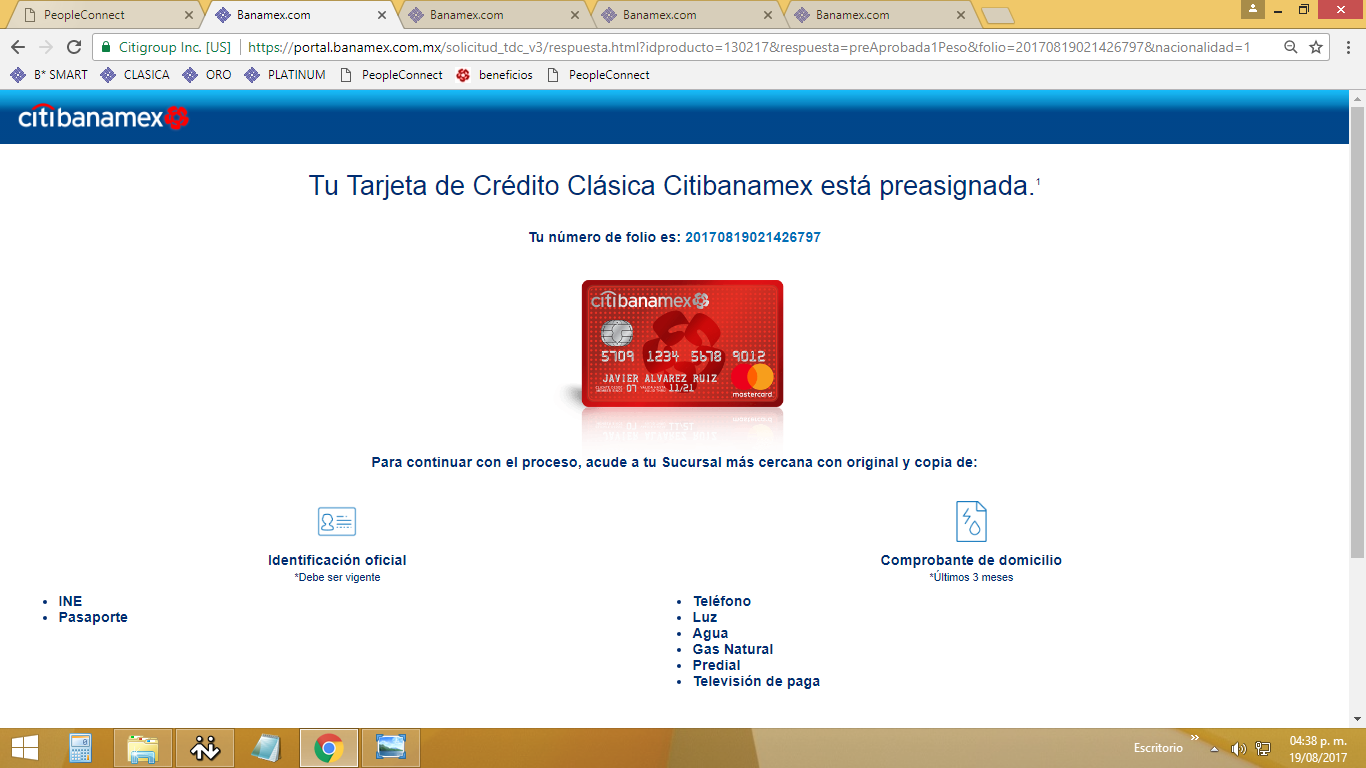 PeopleConnect
Banamex.com
Banamex.com
Banamex.com
Banamex.com
Citigroup Inc. [US]
https://portal.banamex.com.mx/solicitud_tdc_v3/respuesta.html?idproducto=130217&respuesta=preAprobada1Peso&folio=20170819021426797&nacionalidad=1
B* SMART
CLASICA
ORO
PLATINUM
PeopleConnect
beneficios
PeopleConnect
citibanamex
Tu Tarjeta de Crédito Clásica Citibanamex está preasignada.1
Tu número de folio es: 20170819021426797
citibanamex
5709 1234 5678 9012
JAVIER ALVAREZ RUIZ
07 11/21
mastercard
Para continuar con el proceso, acude a tu Sucursal más cercana con original y copia de:
Identificación oficial
*Debe ser vigente
INE
Pasaporte
Comprobante de domicilio
*Últimos 3 meses
Teléfono
Luz
Agua
Gas Natural
Predial
Televisión de paga
Escritorio
04:38 p. m.
19/08/2017